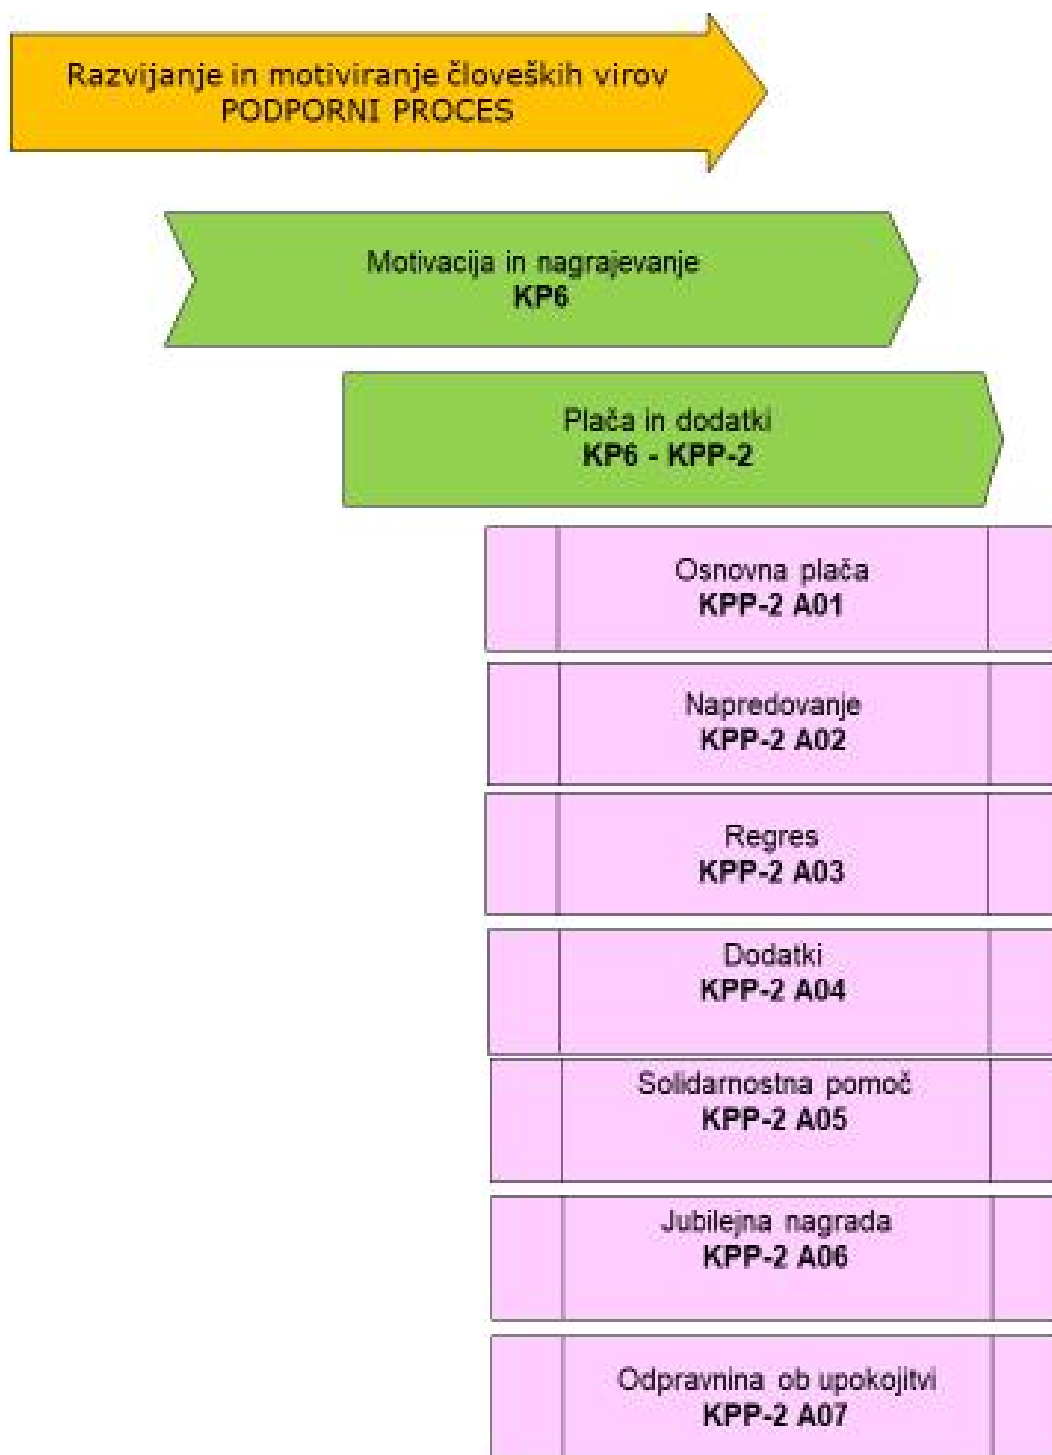 Razvijanje in motiviranje človeških virov
PODPORNI PROCES
Motivacija in nagrajevanje
KP6
Plača in dodatki
KP6 - KPP-2
Osnovna plača
KPP-2 A01
Napredovanje
KPP-2 A02
Regres
KPP-2 A03
Dodatki
KPP-2 A04
Solidarnostna pomoč
KPP-2 A05
Jubilejna nagrada
KPP-2 A06
Odpravnina ob upokojitvi
KPP-2 A07